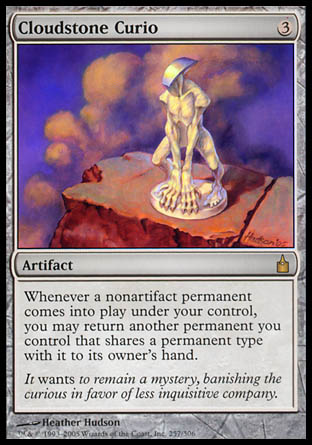 Cloudstone Curio 3
Artifact
Whenever a nonartifact permanent
comes into play under your control,
you may return another permanent you
control that shares a permanent type
with it to its owner's hand.
It wants to remain a mystery, banishing the
curious in favor of less inquisitive company.
Heather Hudson
™ & © 1993–2005 Wizards of the Coast, Inc. 257/306